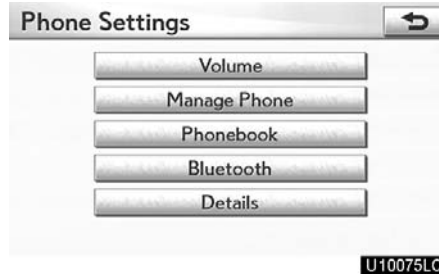 Phone Settings
Volume
Manage Phone
Phonebook
Bluetooth
Details
U10075LC